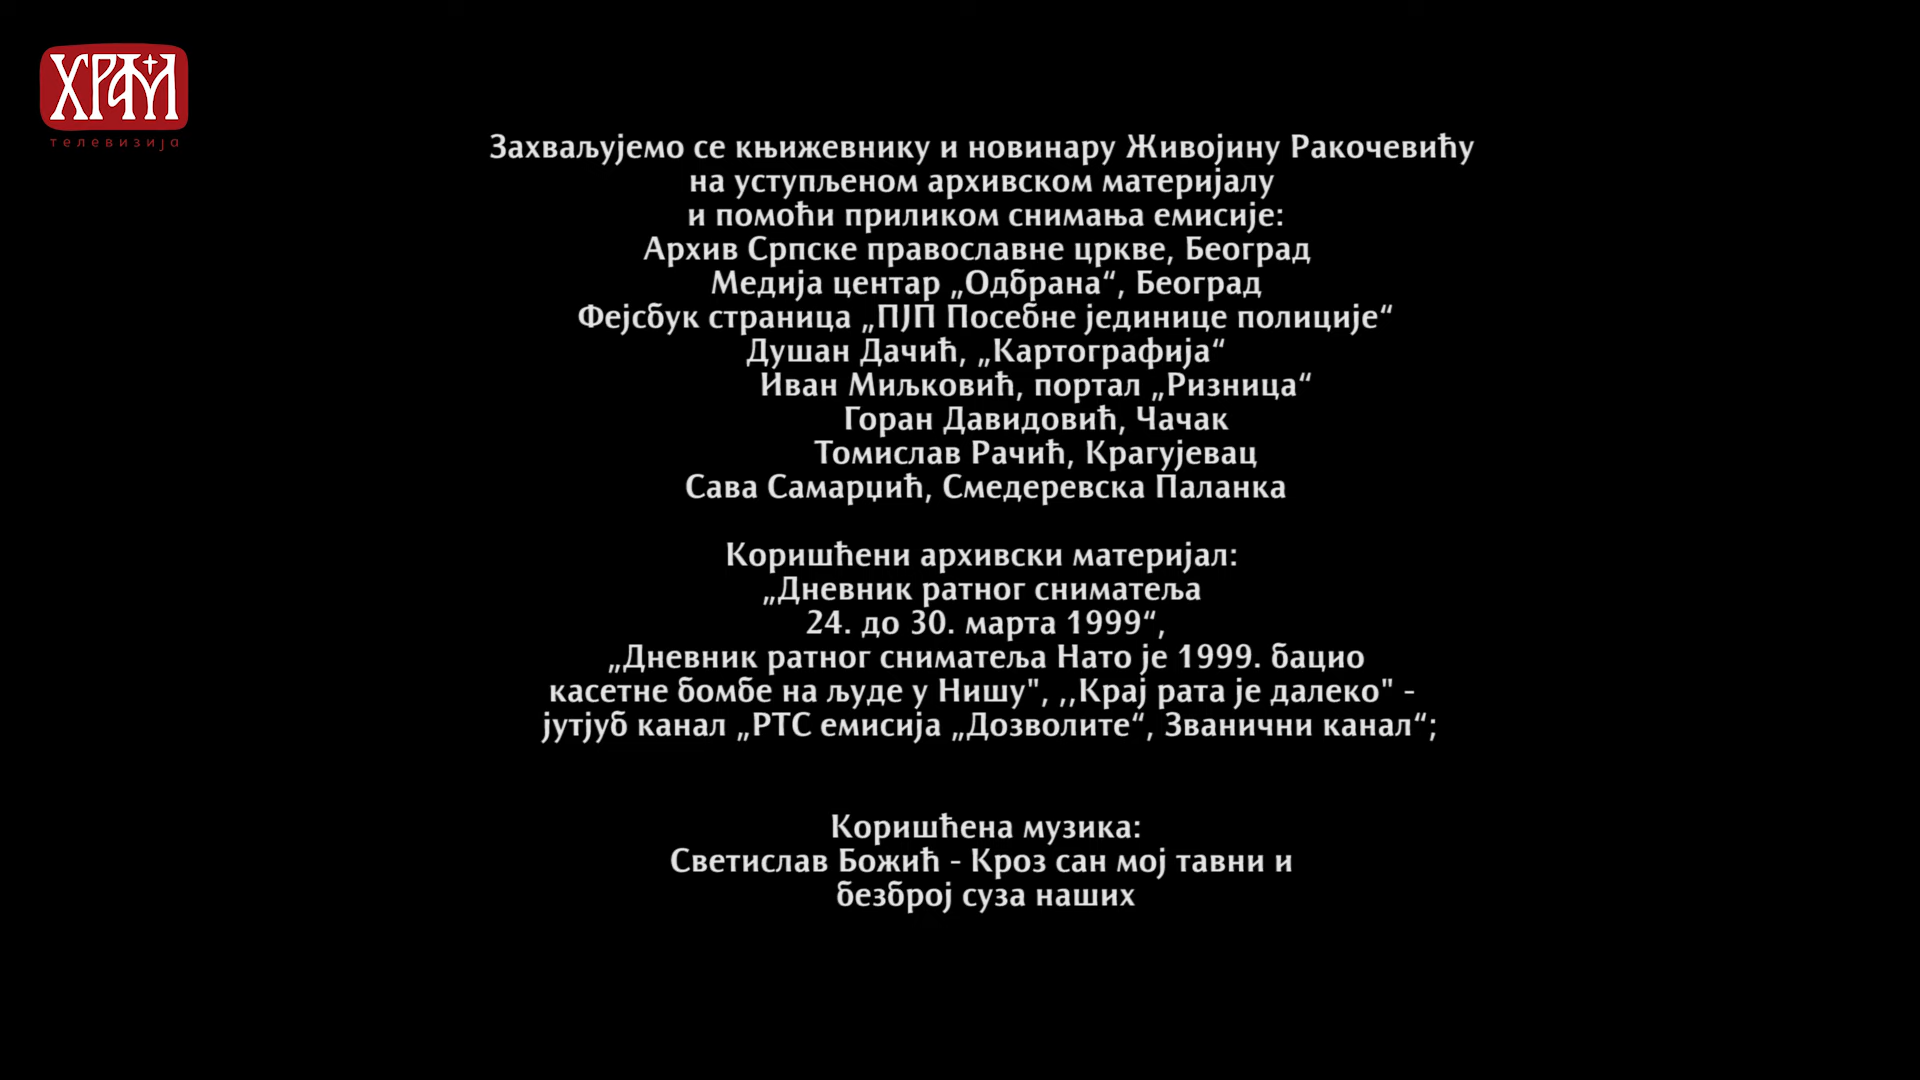 ХРАМ
телевизија
Захваљујемо се књижевнику и новинару Живојину Ракочевићу
на уступљеном архивском материјалу
и помоћи приликом снимања емисије:
Архив Српске православне цркве, Београд
Медија центар „Одбрана“, Београд
Фејсбук страница „ПЈП Посебне јединице полиције“
Душан Дачић, „Картографија“
Иван Миљковић, портал „Ризница“
Горан Давидовић, Чачак
Томислав Рачић, Крагујевац
Сава Самарџић, Смедеревска Паланка
Коришћени архивски материјал:
„Дневник ратног сниматеља
24. до 30. марта 1999“,
„Дневник ратног сниматеља Нато је 1999. бацио
касетне бомбе на људе у Нишу", ,,Крај рата је далеко" -
јутјуб канал „РТС емисија „Дозволите“, Званични канал“;
Коришћена музика:
Светислав Божић - Кроз сан мој тавни и
безброј суза наших